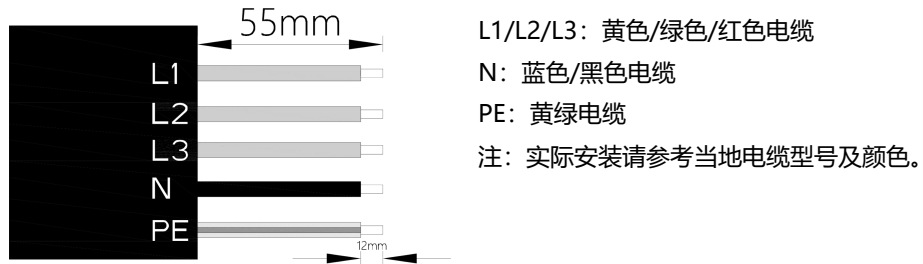 55mm
L1
L2
L3
N
PE
12mm
L1/L2/L3：黄色/绿色/红色电缆
N：蓝色/黑色电缆
PE：黄绿电缆
注：实际安装请参考当地电缆型号及颜色。